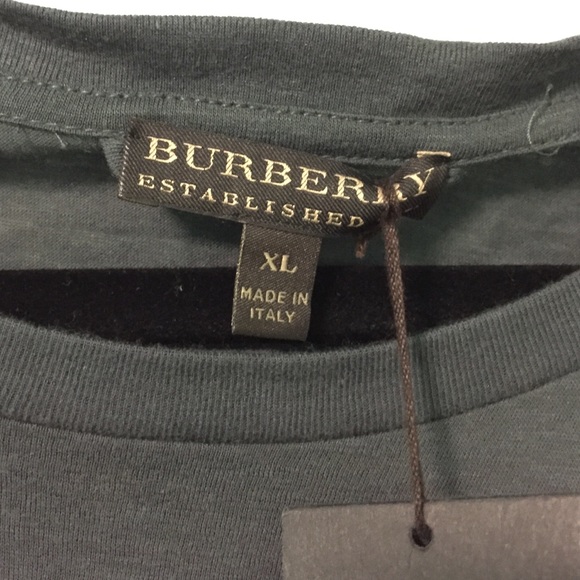 BURBERRY
ESTABLISHED
XL
MADE IN
ITALY